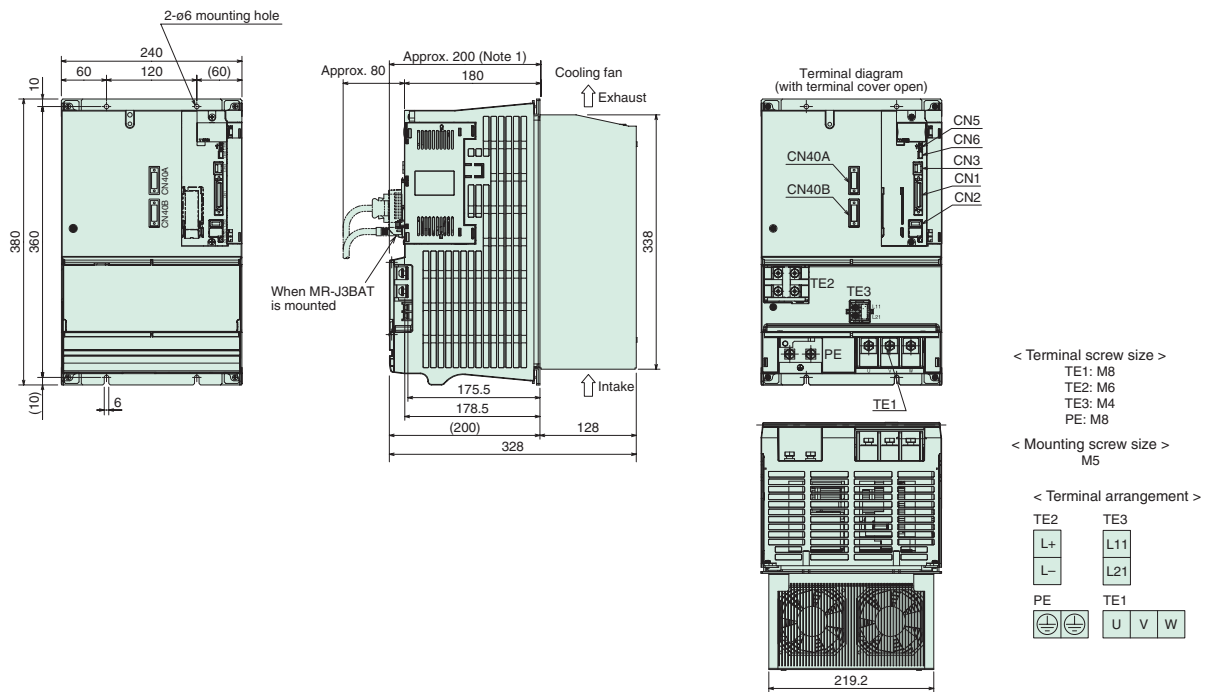 2-ø6 mounting hole
240
60
120
(60)
10
380
360
(10)
6
CN40A
CN40B
Approx. 200 (Note 1)
Approx. 80
180
Cooling fan
Exhaust
338
When MR-J3BAT
is mounted
Intake
175.5
178.5
(200)
128
328
Terminal diagram
(with terminal cover open)
CN5
CN6
CN3
CN1
CN2
CN40A
CN40B
TE2
TE3
L11
L21
PE
TE1
219.2
< Terminal screw size >
TE1: M8
TE2: M6
TE3: M4
PE: M8
< Mounting screw size >
M5
< Terminal arrangement >
TE2 TE3
L+ L11
L− L21
PE TE1
U V W